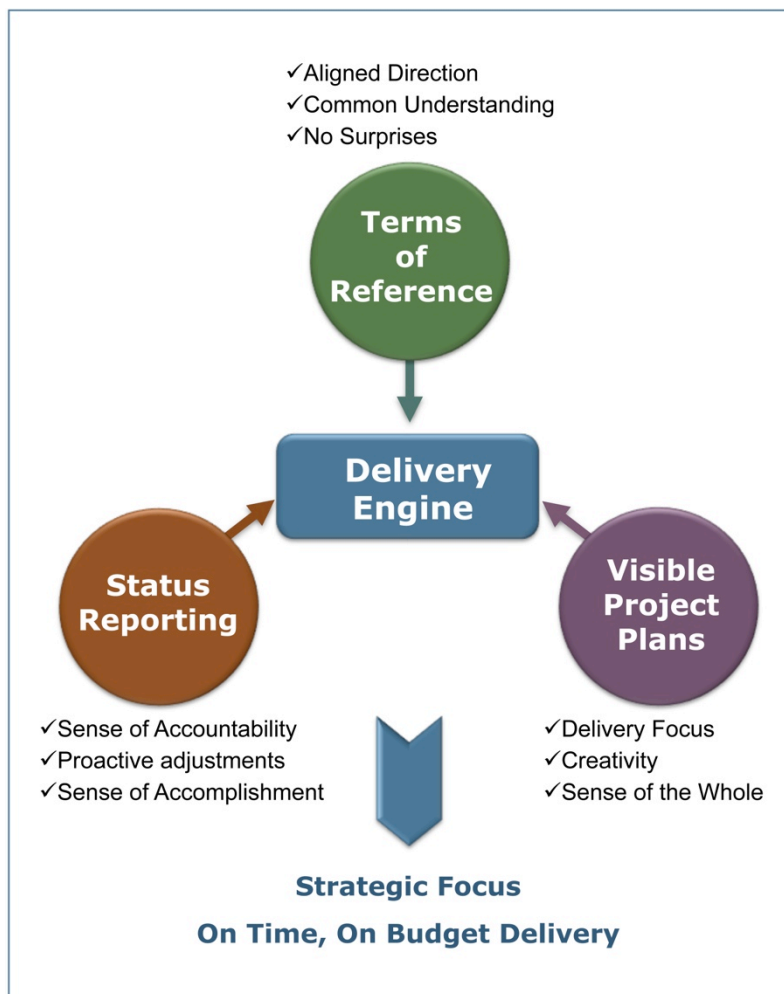 ✓Aligned Direction
✓Common Understanding
✓No Surprises
Terms
of
Reference
Delivery
Engine
Status
Reporting
✓Sense of Accountability
✓Proactive adjustments
✓Sense of Accomplishment
Visible
Project
Plans
✓Delivery Focus
✓Creativity
✓Sense of the Whole
Strategic Focus
On Time, On Budget Delivery